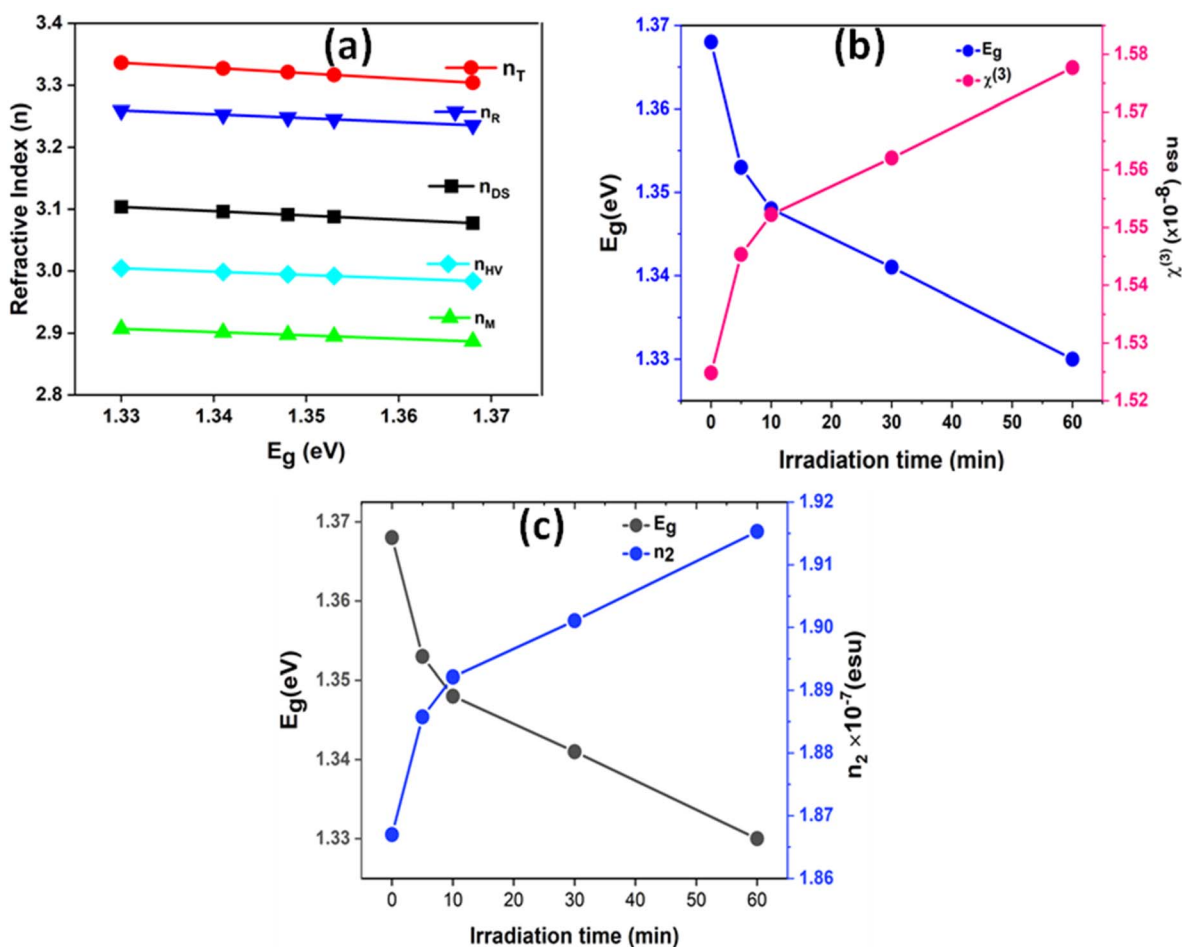 (a)
3.4
3.3
3.2
3.1
3.0
2.9
2.8
Refractive Index (n)
n_T
n_R
n_DS
n_HV
n_M
1.33 1.34 1.35 1.36 1.37
E_g (eV)
(b)
1.37
1.36
1.35
1.34
1.33
E_g(eV)
E_g
χ^(3)
1.58
1.57
1.56
1.55
1.54
1.53
1.52
χ^(3) (x10^-8) esu
0 10 20 30 40 50 60
Irradiation time (min)
(c)
1.37
1.36
1.35
1.34
1.33
E_g(eV)
E_g
n_2
1.92
1.91
1.90
1.89
1.88
1.87
1.86
n_2 ×10^-7(esu)
0 10 20 30 40 50 60
Irradiation time (min)